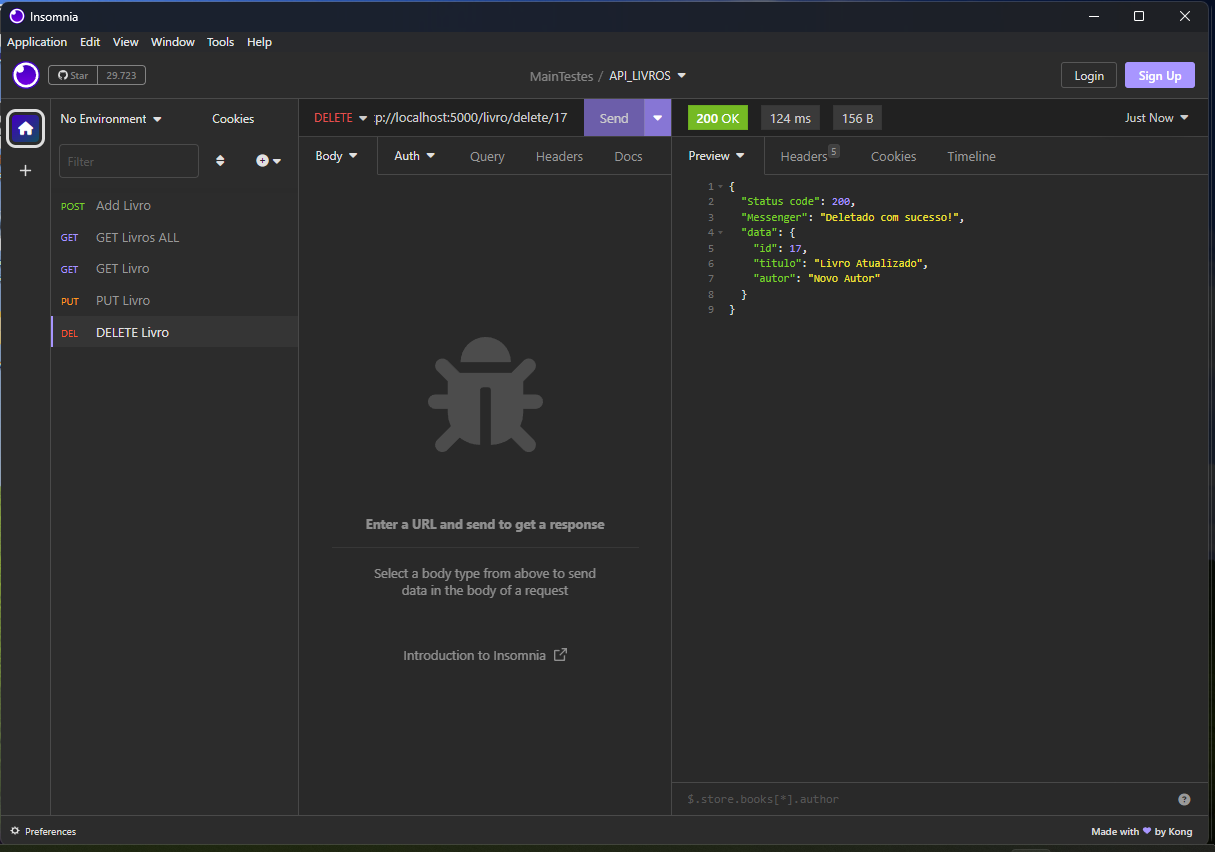 Insomnia
Application Edit View Window Tools Help
Star 29.723
MainTestes / API_LIVROS
Login
Sign Up
No Environment
Cookies
Filter
POST Add Livro
GET GET Livros ALL
GET GET Livro
PUT PUT Livro
DEL DELETE Livro
DELETE p://localhost:5000/livro/delete/17 Send
Body Auth Query Headers Docs
Enter a URL and send to get a response
Select a body type from above to send
data in the body of a request
Introduction to Insomnia
200 OK 124 ms 156 B Just Now
Preview Headers 5 Cookies Timeline
1 {
2 "Status code": 200,
3 "Messenger": "Deletado com sucesso!",
4 "data": {
5 "id": 17,
6 "titulo": "Livro Atualizado",
7 "autor": "Novo Autor"
8 }
9 }
$.store.books[*].author
?
Preferences
Made with ♥ by Kong